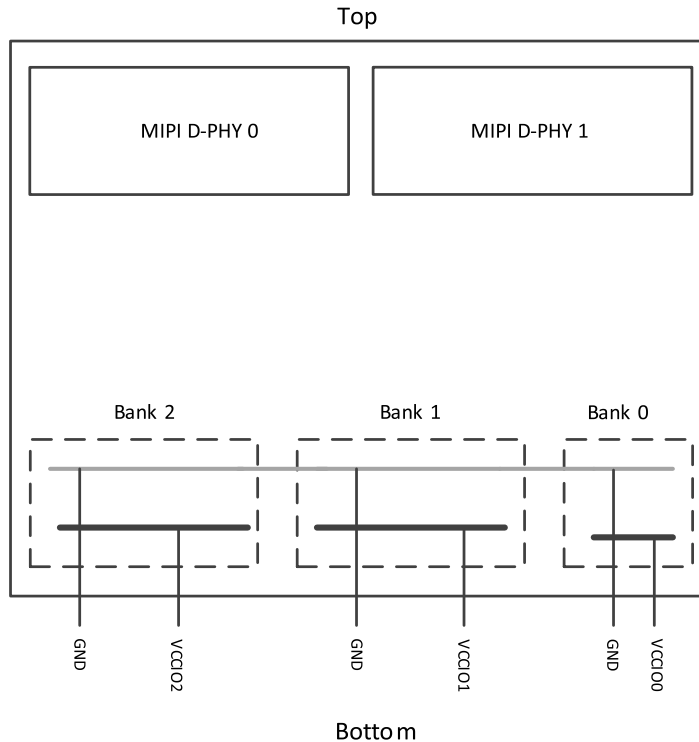 Top
MIPI D-PHY 0
MIPI D-PHY 1
Bank 2
Bank 1
Bank 0
GND
VCCIO2
GND
VCCIO1
GND
VCCIO0
Bottom